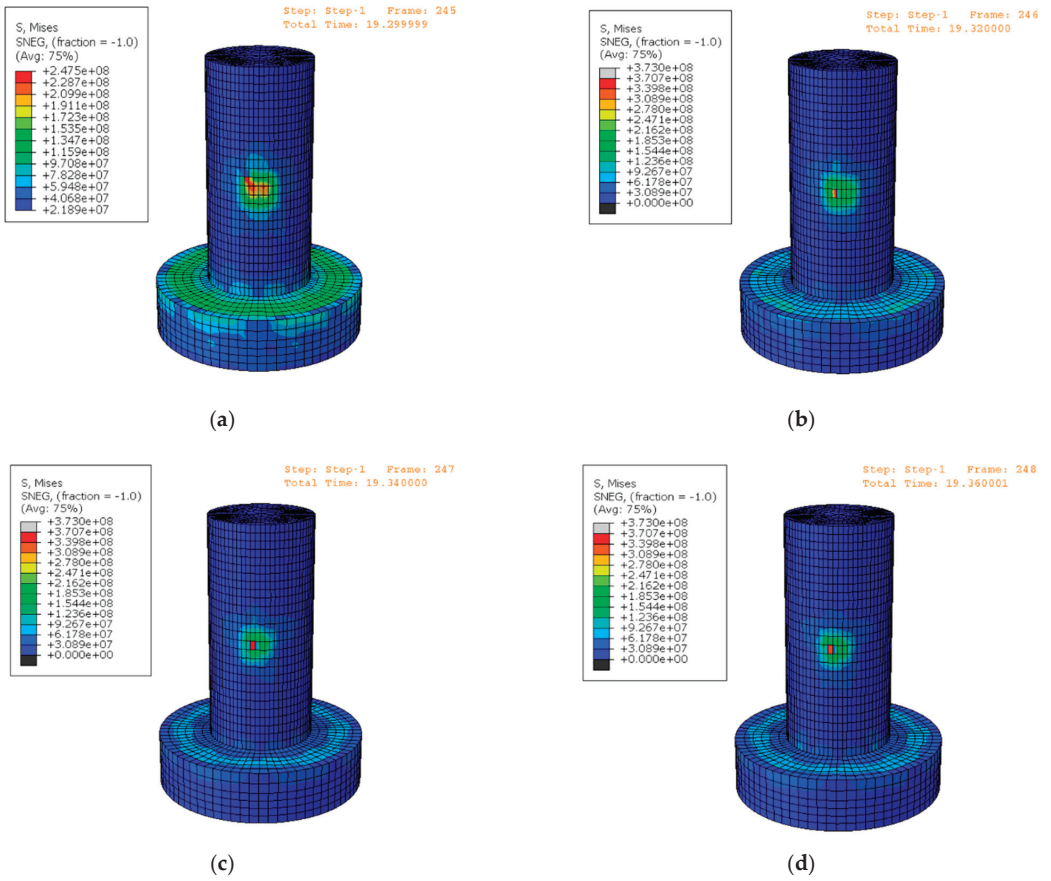 Step: Step-1 Frame: 245
Total Time: 19.299999
S, Mises
SNEG, (fraction = -1.0)
(Avg: 75%)
+2.475e+08
+2.287e+08
+2.099e+08
+1.911e+08
+1.723e+08
+1.535e+08
+1.347e+08
+1.159e+08
+9.708e+07
+7.828e+07
+5.948e+07
+4.068e+07
+2.189e+07
(a)
Step: Step-1 Frame: 246
Total Time: 19.320000
S, Mises
SNEG, (fraction = -1.0)
(Avg: 75%)
+3.730e+08
+3.707e+08
+3.398e+08
+3.089e+08
+2.780e+08
+2.471e+08
+2.162e+08
+1.853e+08
+1.544e+08
+1.236e+08
+9.267e+07
+6.178e+07
+3.089e+07
+0.000e+00
(b)
Step: Step-1 Frame: 247
Total Time: 19.340000
S, Mises
SNEG, (fraction = -1.0)
(Avg: 75%)
+3.730e+08
+3.707e+08
+3.398e+08
+3.089e+08
+2.780e+08
+2.471e+08
+2.162e+08
+1.853e+08
+1.544e+08
+1.236e+08
+9.267e+07
+6.178e+07
+3.089e+07
+0.000e+00
(c)
Step: Step-1 Frame: 248
Total Time: 19.360001
S, Mises
SNEG, (fraction = -1.0)
(Avg: 75%)
+3.730e+08
+3.707e+08
+3.398e+08
+3.089e+08
+2.780e+08
+2.471e+08
+2.162e+08
+1.853e+08
+1.544e+08
+1.236e+08
+9.267e+07
+6.178e+07
+3.089e+07
+0.000e+00
(d)